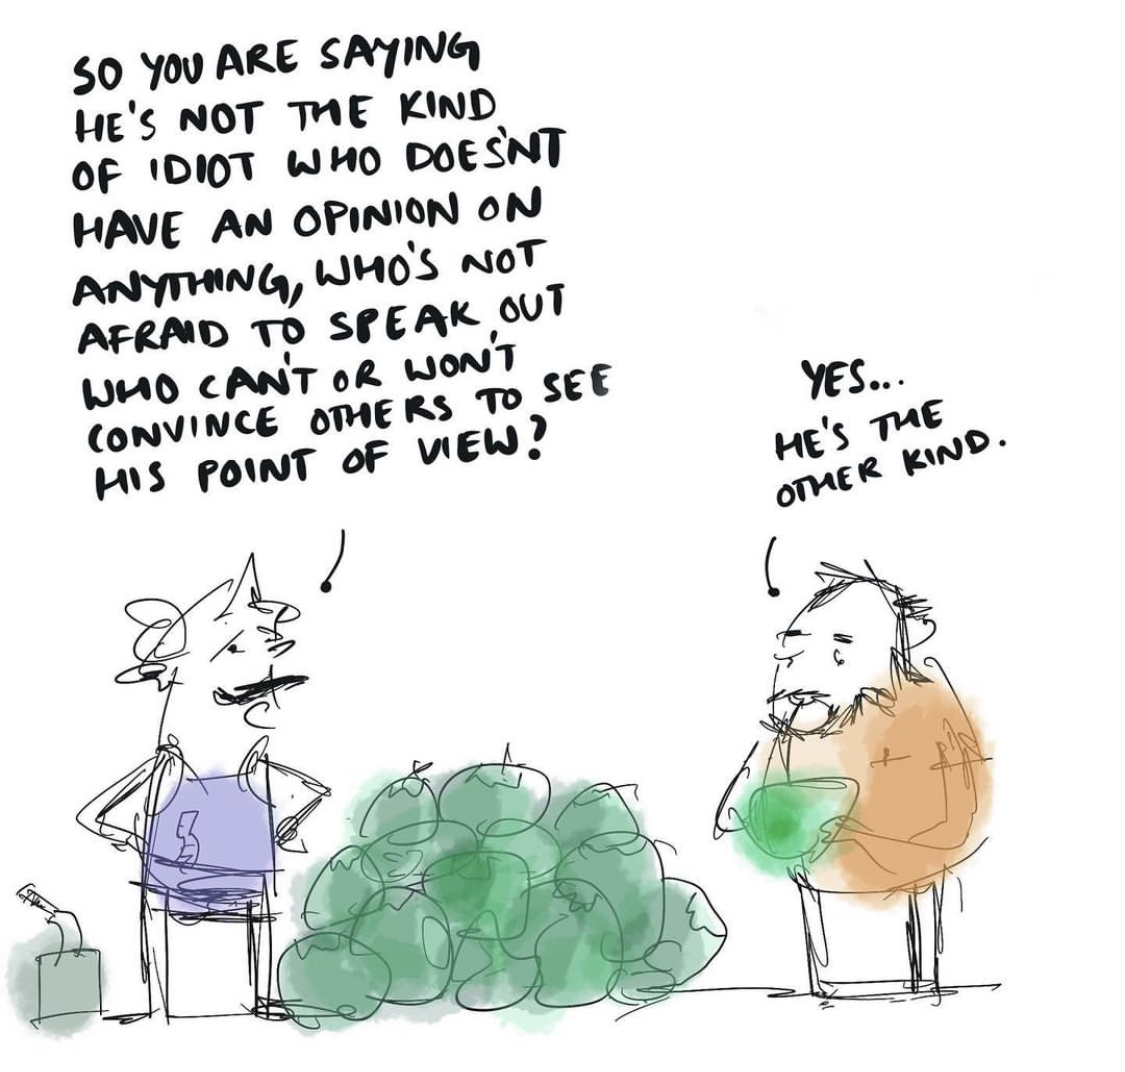 SO YOU ARE SAYING
HE'S NOT THE KIND
OF IDIOT WHO DOES'NT
HAVE AN OPINION ON
ANYTHING, WHO'S NOT
AFRAID TO SPEAK OUT
WHO CAN'T OR WON'T
CONVINCE OTHERS TO SEE
HIS POINT OF VIEW?
YES...
HE'S THE
OTHER KIND.